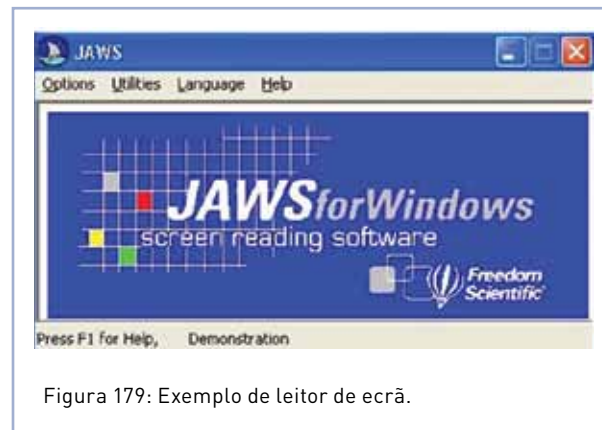 JAWS
Options Utilities Language Help
JAWSforWindows
screen reading software
Freedom
Scientific
Press F1 for Help, Demonstration
Figura 179: Exemplo de leitor de ecrã.